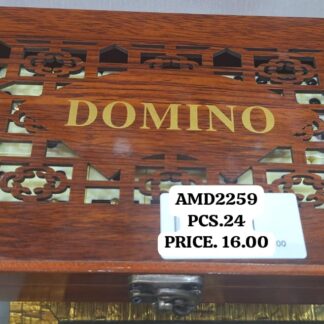 DOMINO
AMD2259
PCS.24
PRICE. 16.00